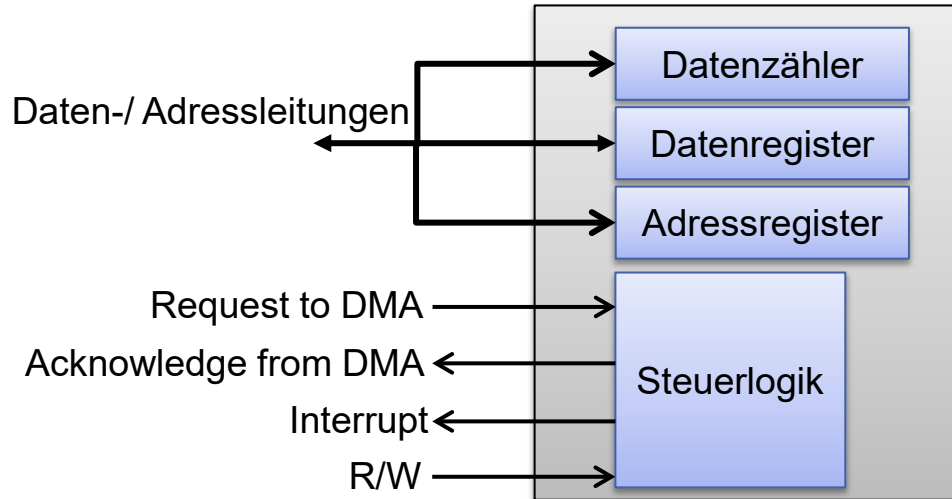 Datenzähler
Daten-/ Adressleitungen
Datenregister
Adressregister
Request to DMA
Acknowledge from DMA
Steuerlogik
Interrupt
R/W